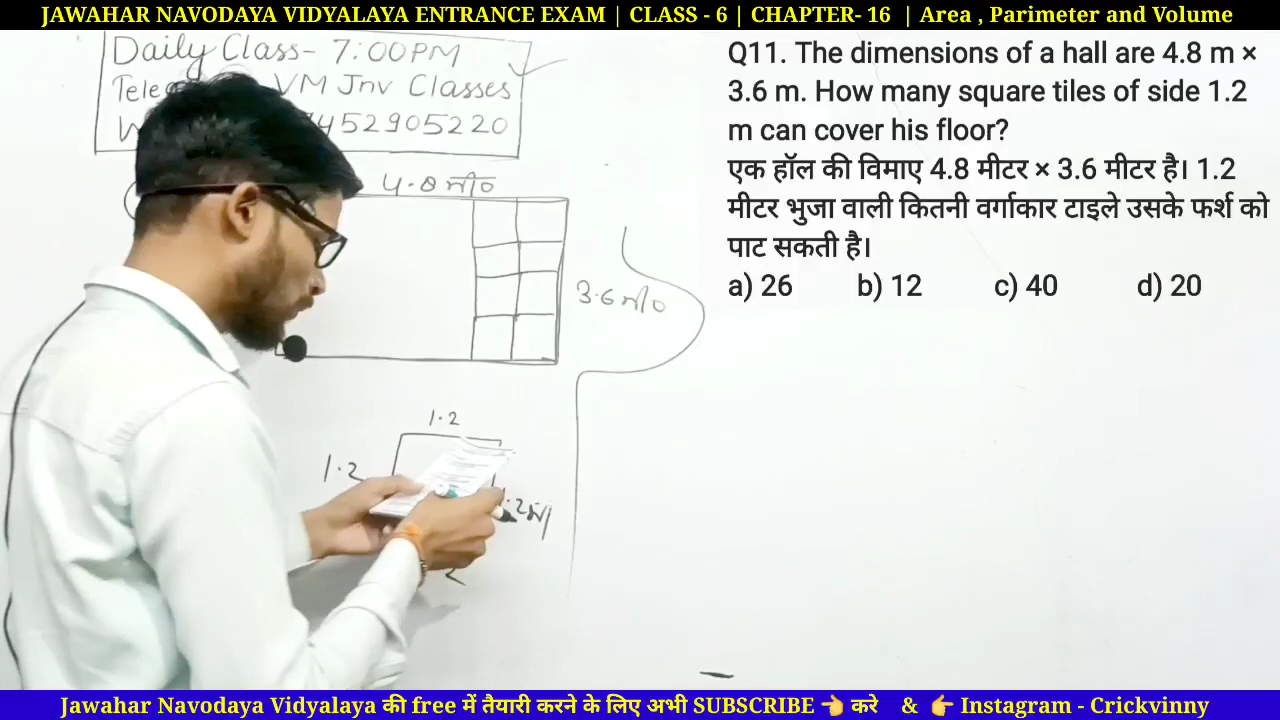 JAWAHAR NAVODAYA VIDYALAYA ENTRANCE EXAM | CLASS - 6 | CHAPTER- 16 | Area , Parimeter and Volume
Daily Class- 7:00PM
VM Jnv Classes
452905220
4.8 मी०
3.6 मी०
1.2
1.2
Q11. The dimensions of a hall are 4.8 m ×
3.6 m. How many square tiles of side 1.2
m can cover his floor?
एक हॉल की विमाए 4.8 मीटर × 3.6 मीटर है। 1.2
मीटर भुजा वाली कितनी वर्गाकार टाइले उसके फर्श को
पाट सकती है।
a) 26 b) 12 c) 40 d) 20
Jawahar Navodaya Vidyalaya की free में तैयारी करने के लिए अभी SUBSCRIBE 👈 करे & 👉 Instagram - Crickvinny